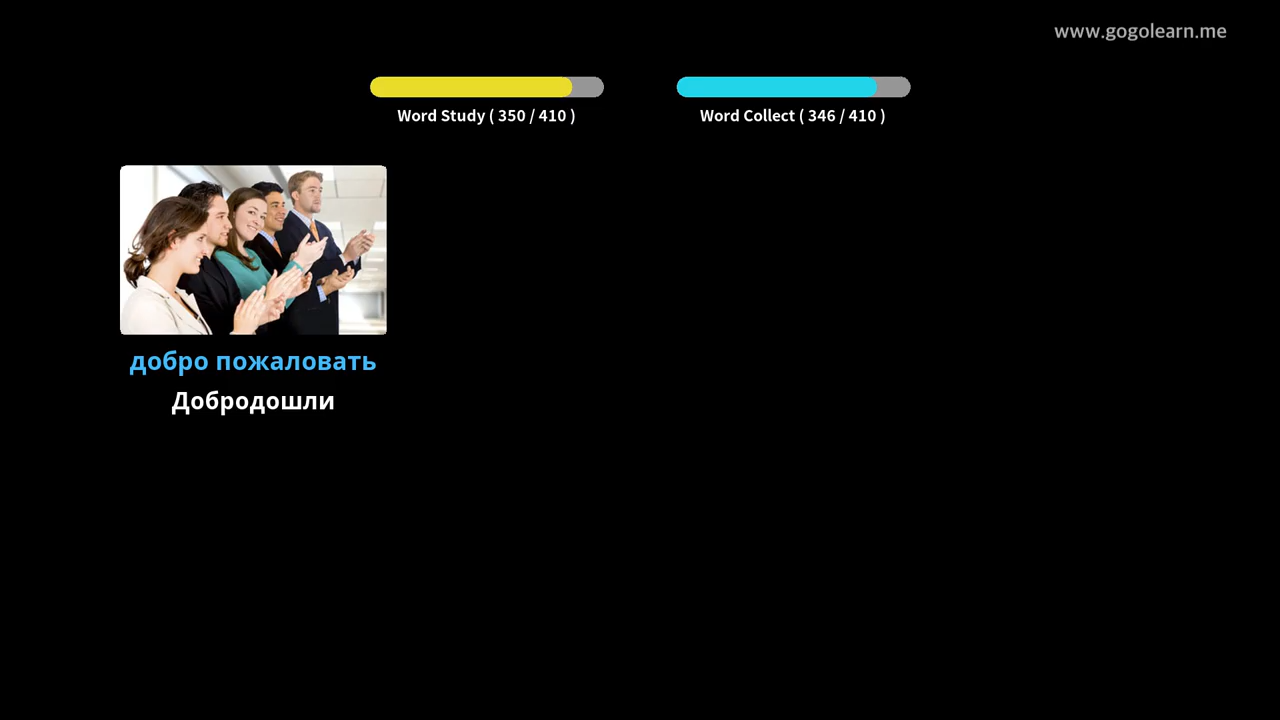 www.gogolearn.me
Word Study ( 350 / 410 )
Word Collect ( 346 / 410 )
добро пожаловать
Добродошли